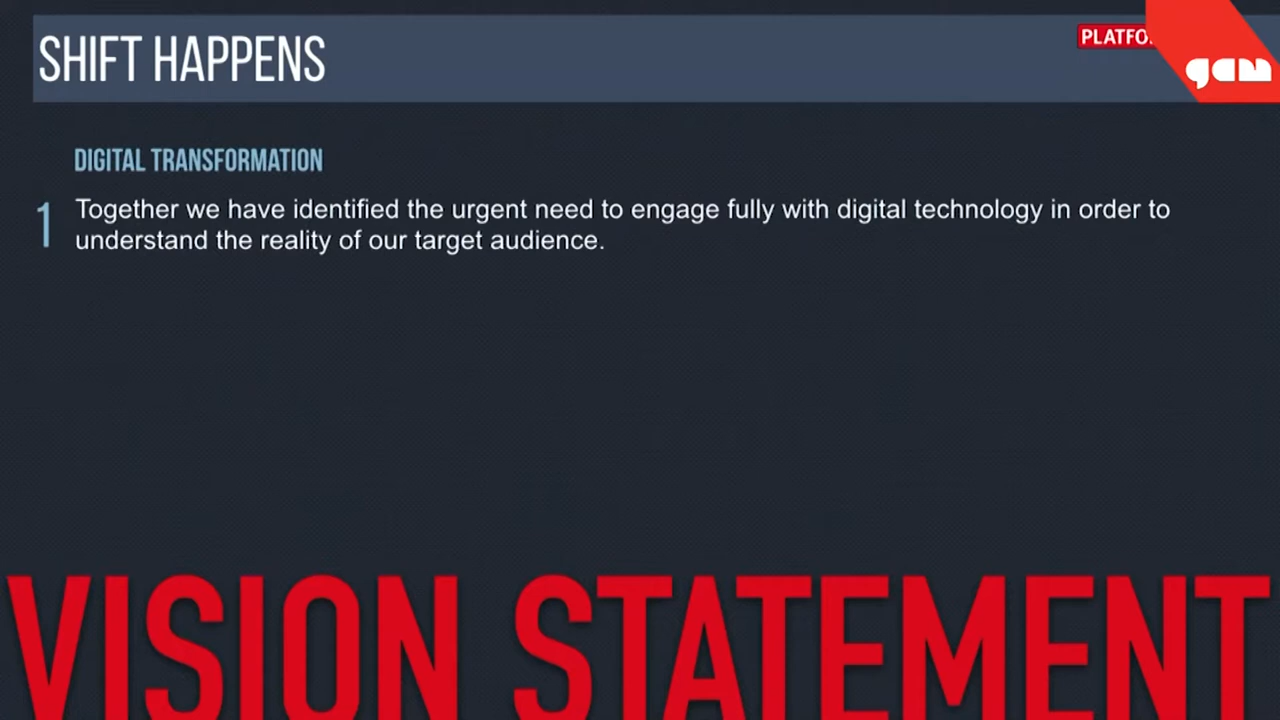 SHIFT HAPPENS
gam
DIGITAL TRANSFORMATION
1 Together we have identified the urgent need to engage fully with digital technology in order to
understand the reality of our target audience.
VISION STATEMENT